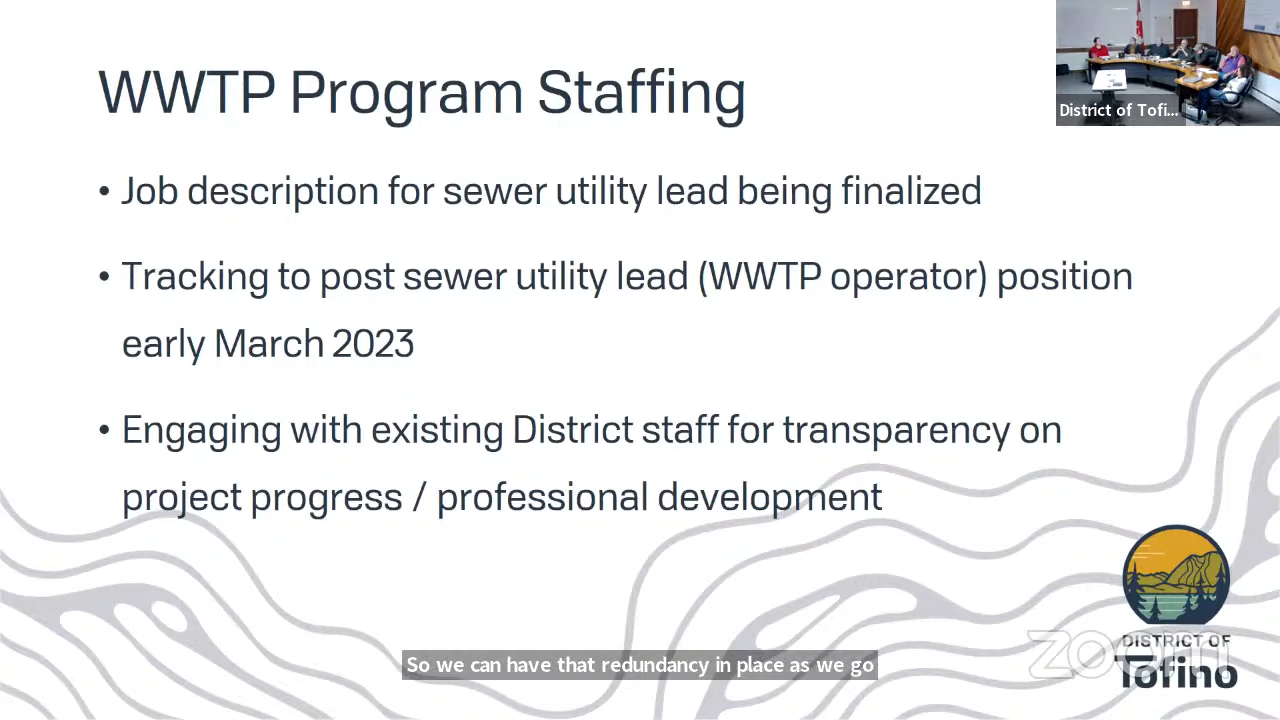 WWTP Program Staffing
District of Tofi...
• Job description for sewer utility lead being finalized
• Tracking to post sewer utility lead (WWTP operator) position
early March 2023
• Engaging with existing District staff for transparency on
project progress / professional development
DISTRICT OF
Tofino
zoom
So we can have that redundancy in place as we go